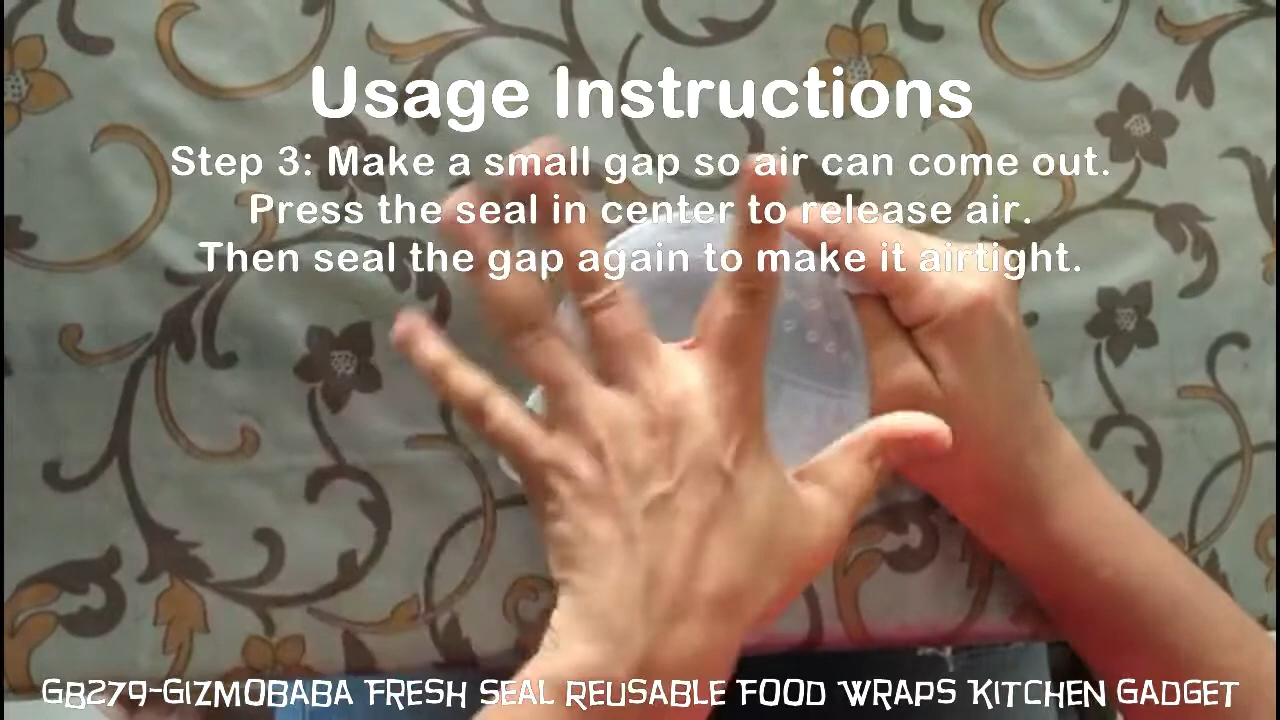 Usage Instructions
Step 3: Make a small gap so air can come out.
Press the seal in center to release air.
Then seal the gap again to make it airtight.
GB279-GIZMOBABA FRESH SEAL REUSABLE FOOD WRAPS KITCHEN GADGET